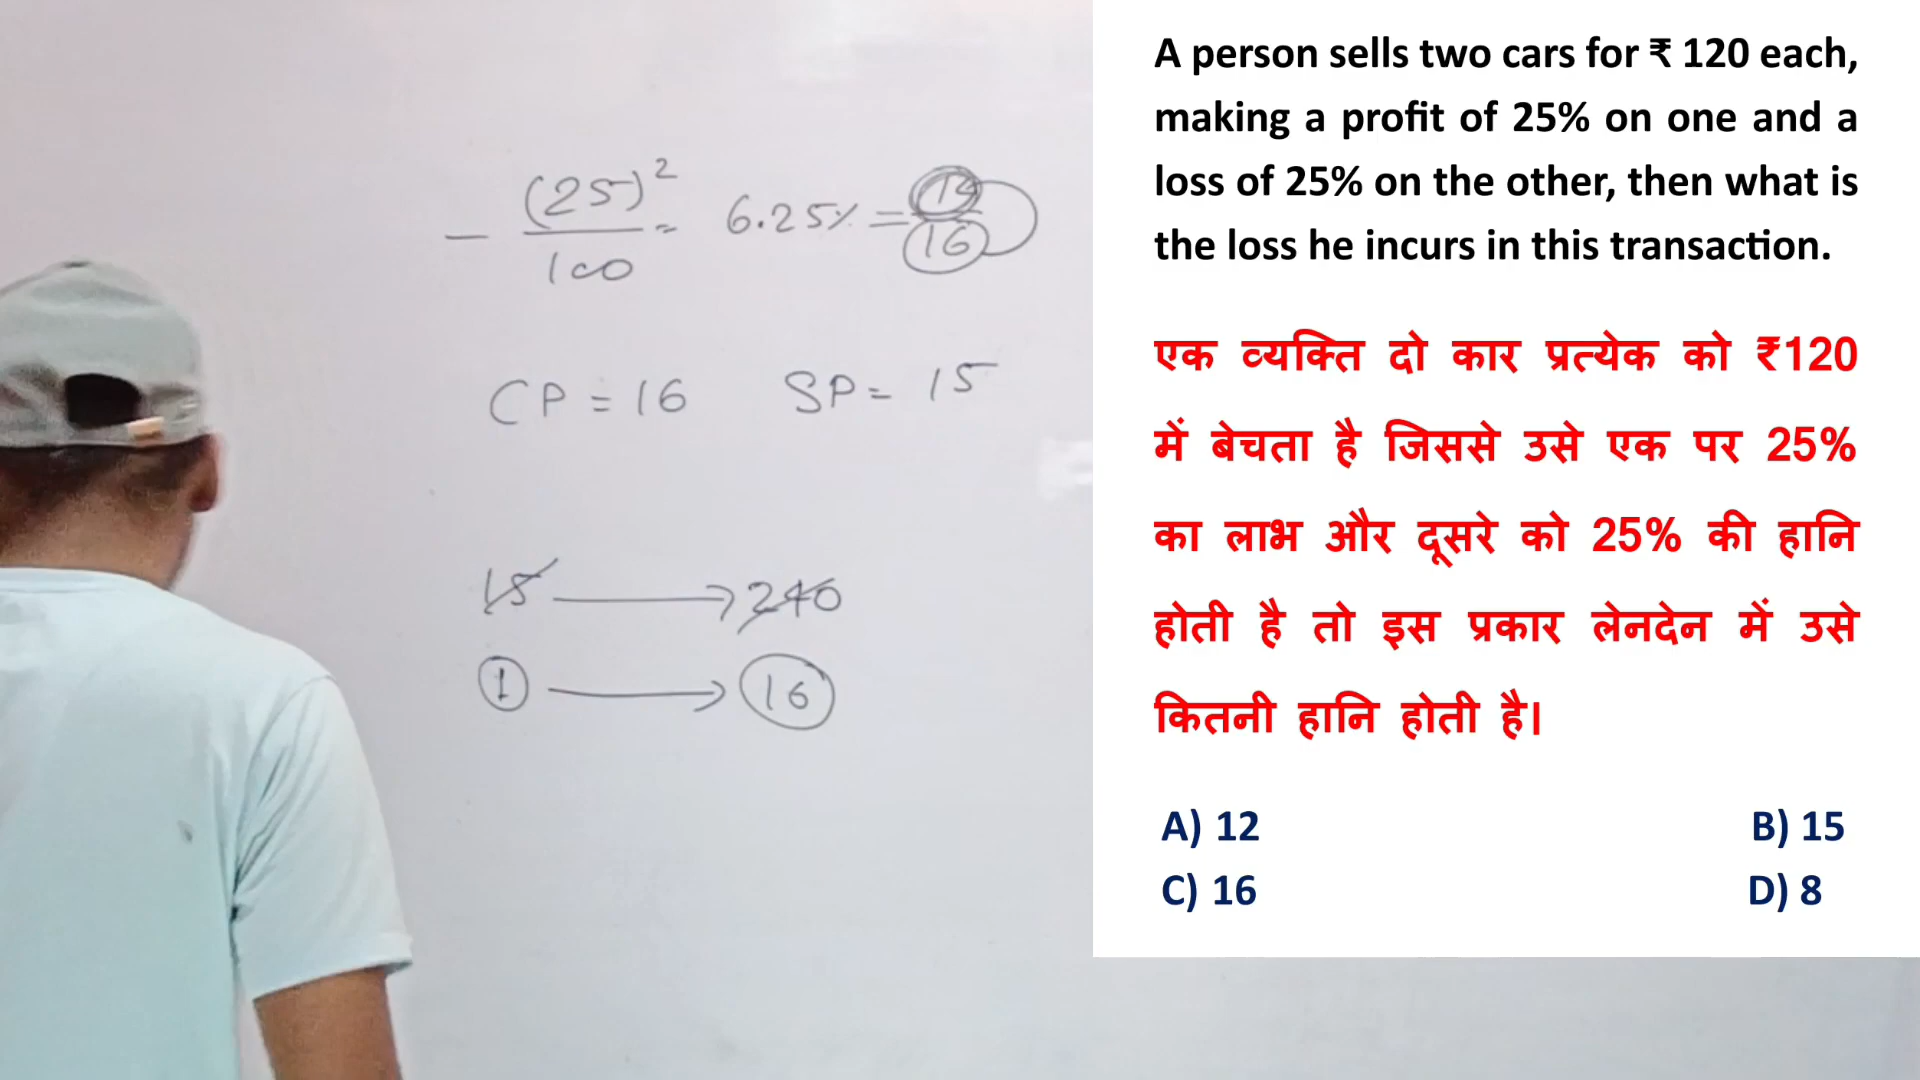 - (25)² / 100 = 6.25% = 1 / 16
CP = 16 SP = 15
15 → 240
1 → 16
A person sells two cars for ₹ 120 each,
making a profit of 25% on one and a
loss of 25% on the other, then what is
the loss he incurs in this transaction.
एक व्यक्ति दो कार प्रत्येक को ₹120
में बेचता है जिससे उसे एक पर 25%
का लाभ और दूसरे को 25% की हानि
होती है तो इस प्रकार लेनदेन में उसे
कितनी हानि होती है।
A) 12 B) 15
C) 16 D) 8